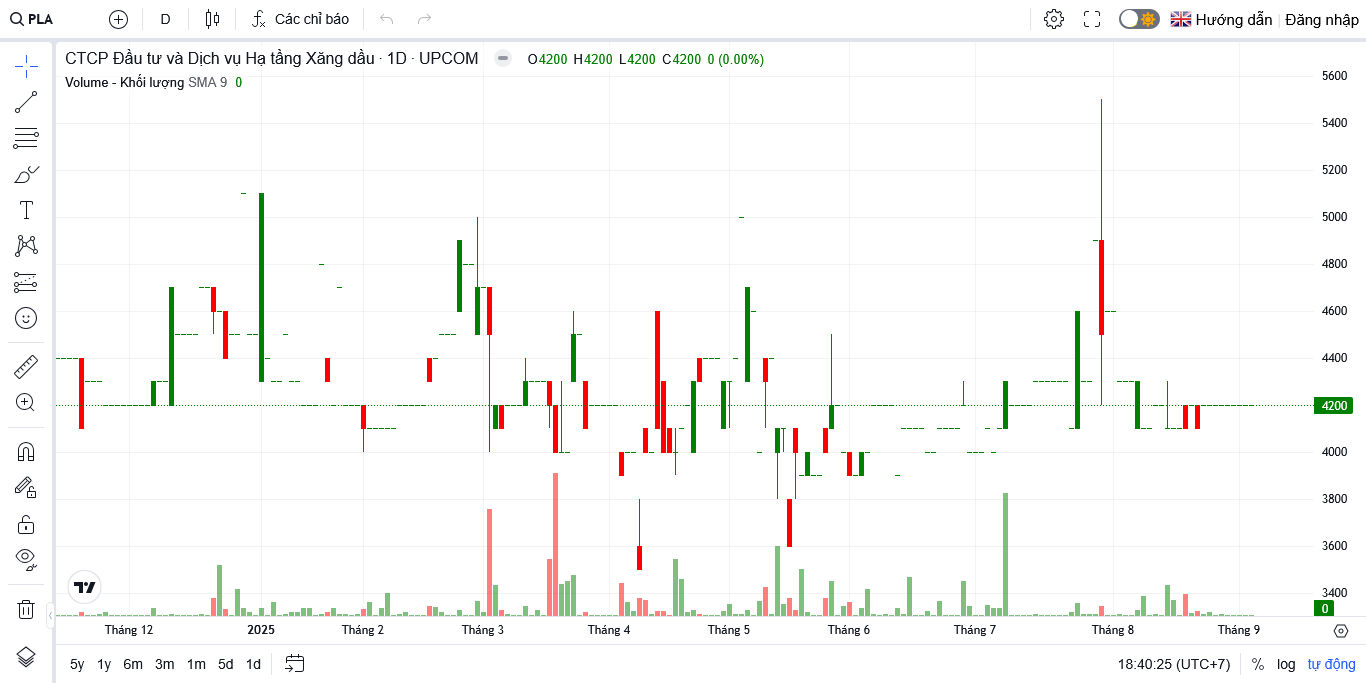 PLA D Các chỉ báo Hướng dẫn Đăng nhập
CTCP Đầu tư và Dịch vụ Hạ tầng Xăng dầu · 1D · UPCOM O4200 H4200 L4200 C4200 0 (0.00%)
Volume - Khối lượng SMA 9 0
5600
5400
5200
5000
4800
4600
4400
4200
4000
3800
3600
3400
0
Tháng 12 2025 Tháng 2 Tháng 3 Tháng 4 Tháng 5 Tháng 6 Tháng 7 Tháng 8 Tháng 9
5y 1y 6m 3m 1m 5d 1d 18:40:25 (UTC+7) % log tự động